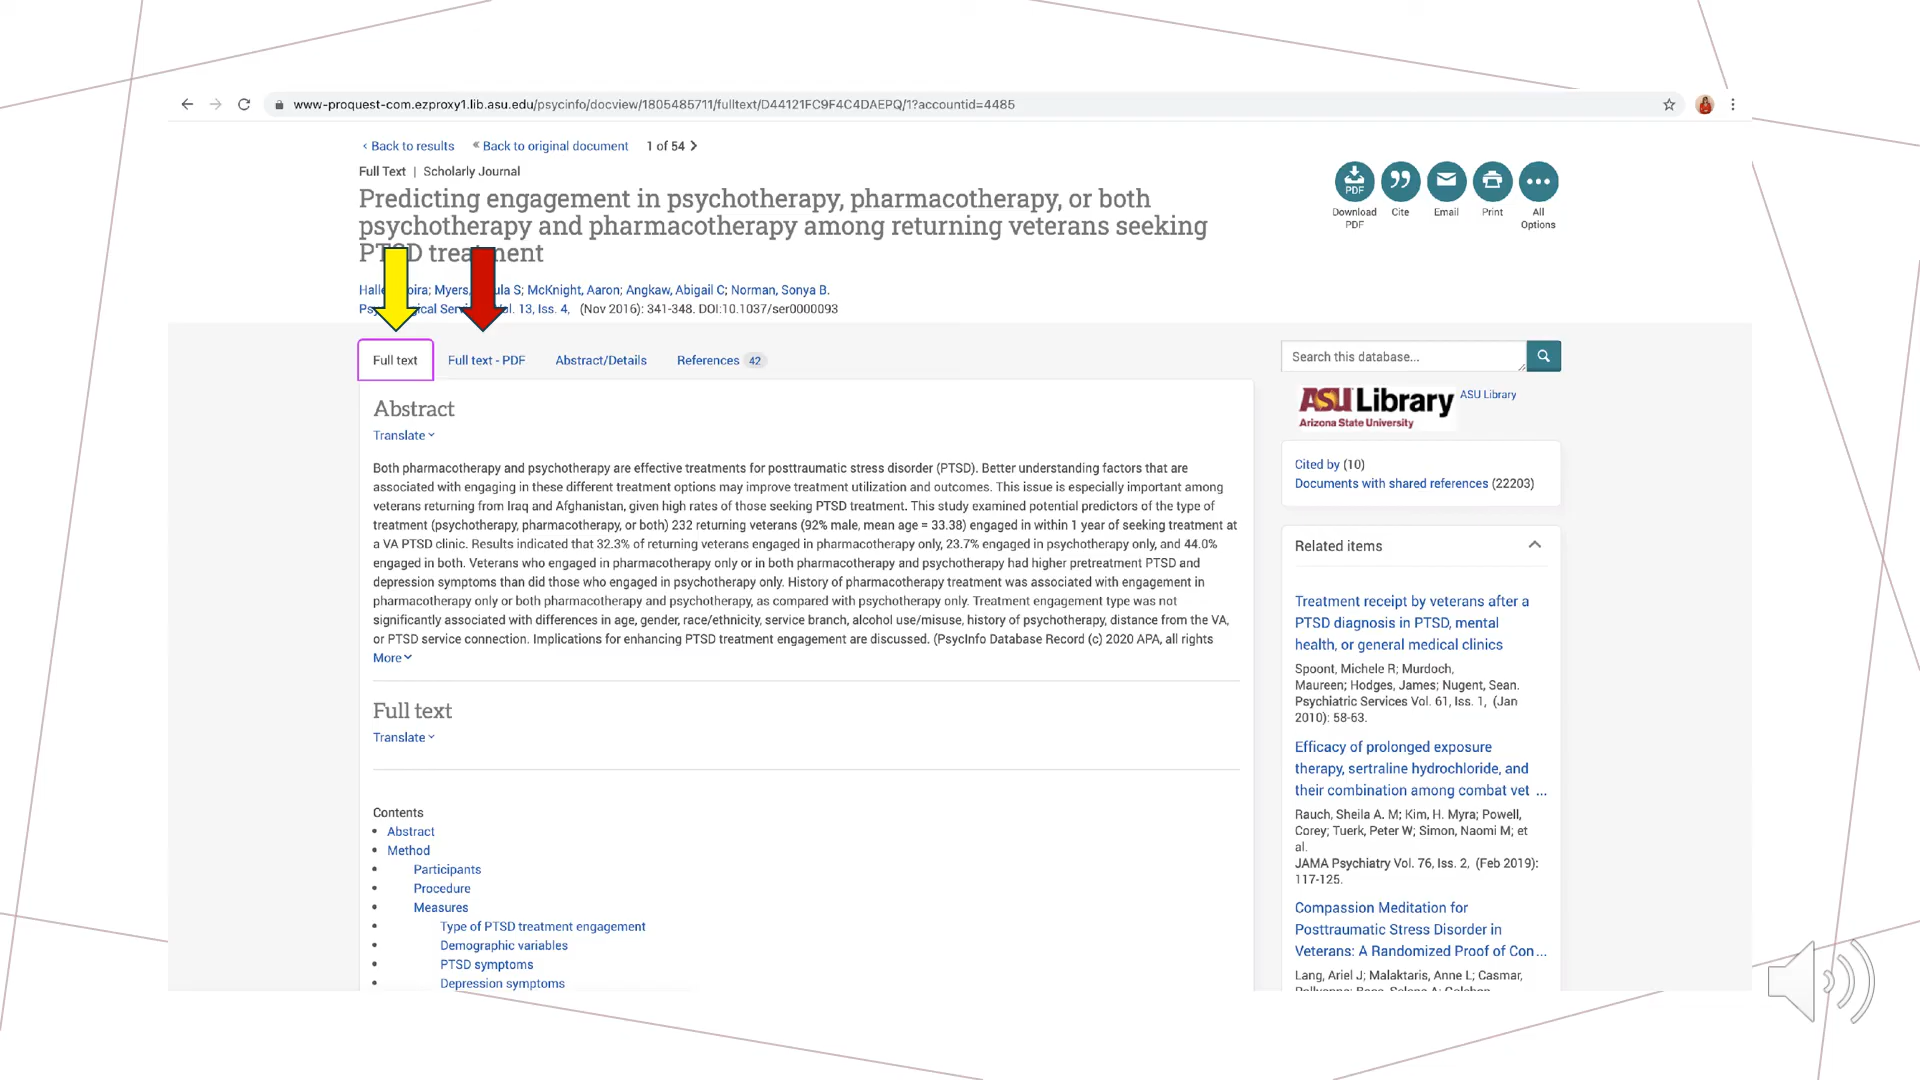 www-proquest-com.ezproxy1.lib.asu.edu/psycinfo/docview/1805485711/fulltext/D44121FC9F4C4DAEPQ/1?accountid=4485
‹ Back to results « Back to original document 1 of 54 >
Full Text | Scholarly Journal
Predicting engagement in psychotherapy, pharmacotherapy, or both
psychotherapy and pharmacotherapy among returning veterans seeking
treatment
McKnight, Aaron; Angkaw, Abigail C; Norman, Sonya B.
13, Iss. 4, (Nov 2016): 341-348. DOI:10.1037/ser0000093
PDF
Download PDF
Cite
Email
Print
All Options
Full text
Full text - PDF
Abstract/Details
References 42
Abstract
Translate
Both pharmacotherapy and psychotherapy are effective treatments for posttraumatic stress disorder (PTSD). Better understanding factors that are
associated with engaging in these different treatment options may improve treatment utilization and outcomes. This issue is especially important among
veterans returning from Iraq and Afghanistan, given high rates of those seeking PTSD treatment. This study examined potential predictors of the type of
treatment (psychotherapy, pharmacotherapy, or both) 232 returning veterans (92% male, mean age = 33.38) engaged in within 1 year of seeking treatment at
a VA PTSD clinic. Results indicated that 32.3% of returning veterans engaged in pharmacotherapy only, 23.7% engaged in psychotherapy only, and 44.0%
engaged in both. Veterans who engaged in pharmacotherapy only or in both pharmacotherapy and psychotherapy had higher pretreatment PTSD and
depression symptoms than did those who engaged in psychotherapy only. History of pharmacotherapy treatment was associated with engagement in
pharmacotherapy only or both pharmacotherapy and psychotherapy, as compared with psychotherapy only. Treatment engagement type was not
significantly associated with differences in age, gender, race/ethnicity, service branch, alcohol use/misuse, history of psychotherapy, distance from the VA,
or PTSD service connection. Implications for enhancing PTSD treatment engagement are discussed. (PsycInfo Database Record (c) 2020 APA, all rights
More
Full text
Translate
Contents
• Abstract
• Method
• Participants
• Procedure
• Measures
• Type of PTSD treatment engagement
• Demographic variables
• PTSD symptoms
• Depression symptoms
Search this database...
ASU Library
Arizona State University
ASU Library
Cited by (10)
Documents with shared references (22203)
Related items
Treatment receipt by veterans after a
PTSD diagnosis in PTSD, mental
health, or general medical clinics
Spoont, Michele R; Murdoch,
Maureen; Hodges, James; Nugent, Sean.
Psychiatric Services Vol. 61, Iss. 1, (Jan
2010): 58-63.
Efficacy of prolonged exposure
therapy, sertraline hydrochloride, and
their combination among combat vet ...
Rauch, Sheila A. M; Kim, H. Myra; Powell,
Corey; Tuerk, Peter W; Simon, Naomi M; et
al.
JAMA Psychiatry Vol. 76, Iss. 2, (Feb 2019):
117-125.
Compassion Meditation for
Posttraumatic Stress Disorder in
Veterans: A Randomized Proof of Con...
Lang, Ariel J; Malaktaris, Anne L; Casmar,